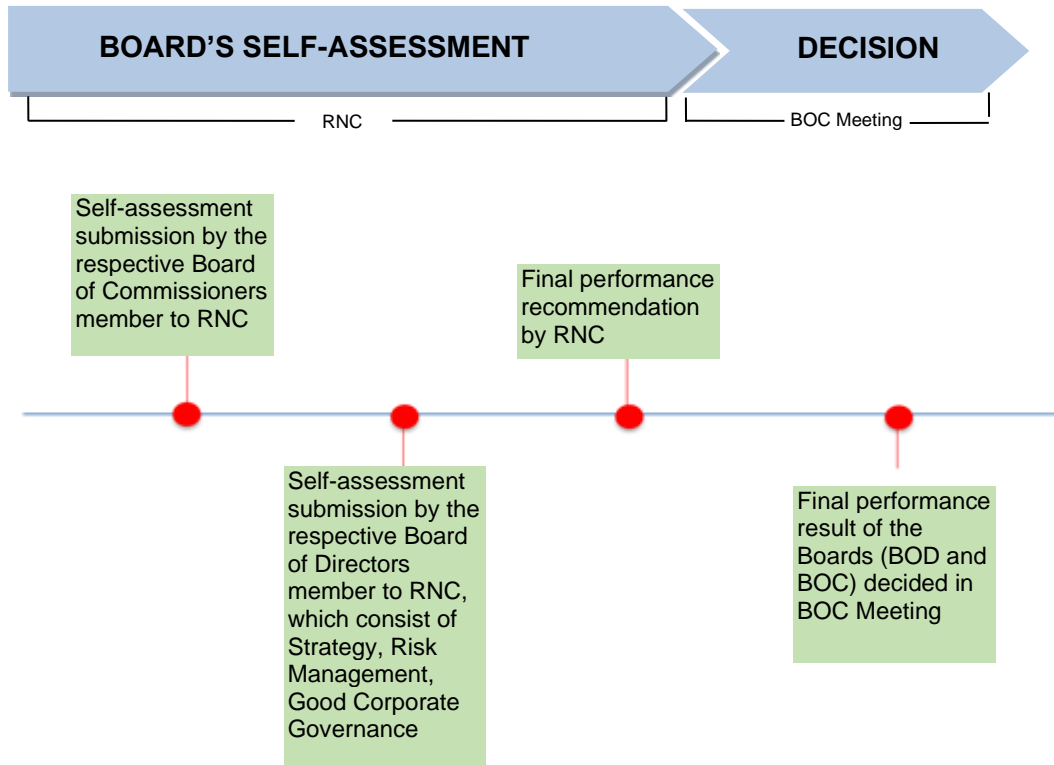 BOARD’S SELF-ASSESSMENT
DECISION
RNC
BOC Meeting
Self-assessment
submission by the
respective Board
of Commissioners
member to RNC
Final performance
recommendation
by RNC
Self-assessment
submission by the
respective Board
of Directors
member to RNC,
which consist of
Strategy, Risk
Management,
Good Corporate
Governance
Final performance
result of the
Boards (BOD and
BOC) decided in
BOC Meeting